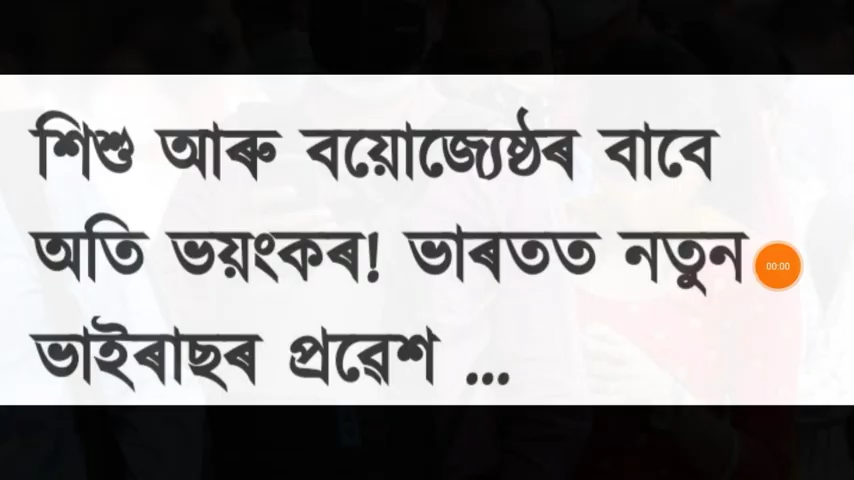 শিশু আৰু বয়োজ্যেষ্ঠৰ বাবে
অতি ভয়ংকৰ! ভাৰতত নতুন
ভাইৰাছৰ প্ৰৱেশ ...
00:00